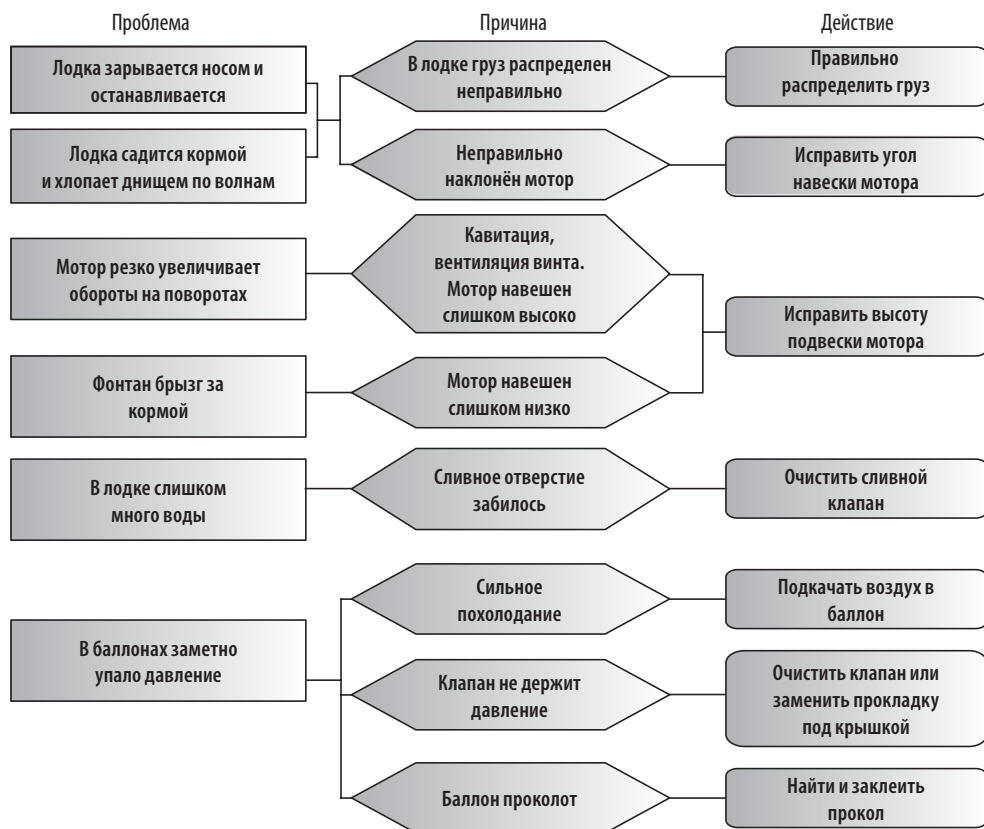 Проблема
Причина
Действие
Лодка зарывается носом и
останавливается
В лодке груз распределен
неправильно
Правильно
распределить груз
Лодка садится кормой
и хлопает днищем по волнам
Неправильно
наклонён мотор
Исправить угол
навески мотора
Мотор резко увеличивает
обороты на поворотах
Кавитация,
вентиляция винта.
Мотор навешен
слишком высоко
Исправить высоту
подвески мотора
Фонтан брызг за
кормой
Мотор навешен
слишком низко
В лодке слишком
много воды
Сливное отверстие
забилось
Очистить сливной
клапан
В баллонах заметно
упало давление
Сильное
похолодание
Подкачать воздух в
баллон
Клапан не держит
давление
Очистить клапан или
заменить прокладку
под крышкой
Баллон проколот
Найти и заклеить
прокол